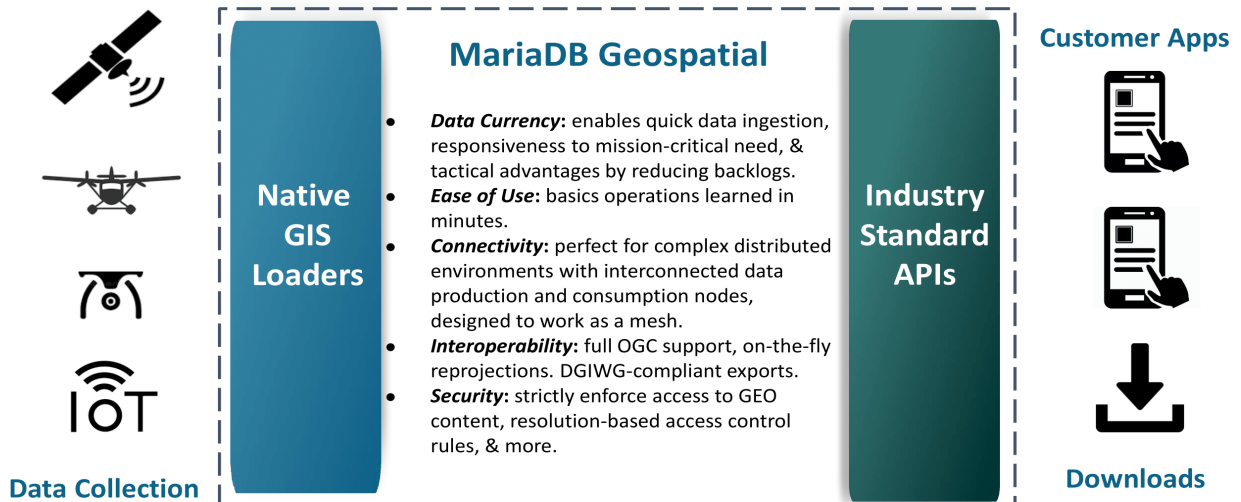 MariaDB Geospatial
Customer Apps
Native
GIS
Loaders
● Data Currency: enables quick data ingestion,
responsiveness to mission-critical need, &
tactical advantages by reducing backlogs.
● Ease of Use: basics operations learned in
minutes.
● Connectivity: perfect for complex distributed
environments with interconnected data
production and consumption nodes,
designed to work as a mesh.
● Interoperability: full OGC support, on-the-fly
reprojections. DGIWG-compliant exports.
● Security: strictly enforce access to GEO
content, resolution-based access control
rules, & more.
Industry
Standard
APIs
IoT
Data Collection
Downloads